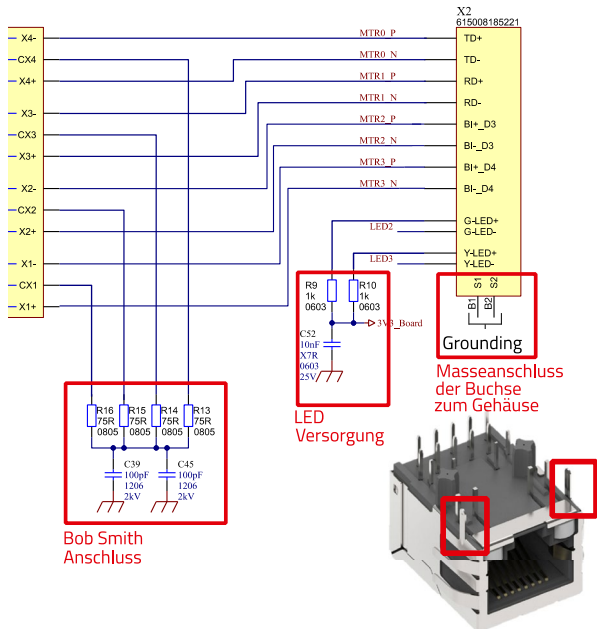 X2
615008185221
X4-
MTR0_P
TD+
CX4
MTR0_N
TD-
X4+
MTR1_P
RD+
X3-
MTR1_N
RD-
CX3
MTR2_P
BI+_D3
X3+
MTR2_N
BI-_D3
MTR3_P
BI+_D4
X2-
MTR3_N
BI-_D4
CX2
G-LED+
X2+
LED2
G-LED-
Y-LED+
X1-
LED3
Y-LED-
CX1
S1
S2
X1+
B1
B2
Grounding
R9
1k
0603
R10
1k
0603
3V3_Board
C52
10nF
X7R
0603
25V
LED
Versorgung
Masseanschluss
der Buchse
zum Gehäuse
R16
75R
0805
R15
75R
0805
R14
75R
0805
R13
75R
0805
C39
100pF
1206
2kV
C45
100pF
1206
2kV
Bob Smith
Anschluss